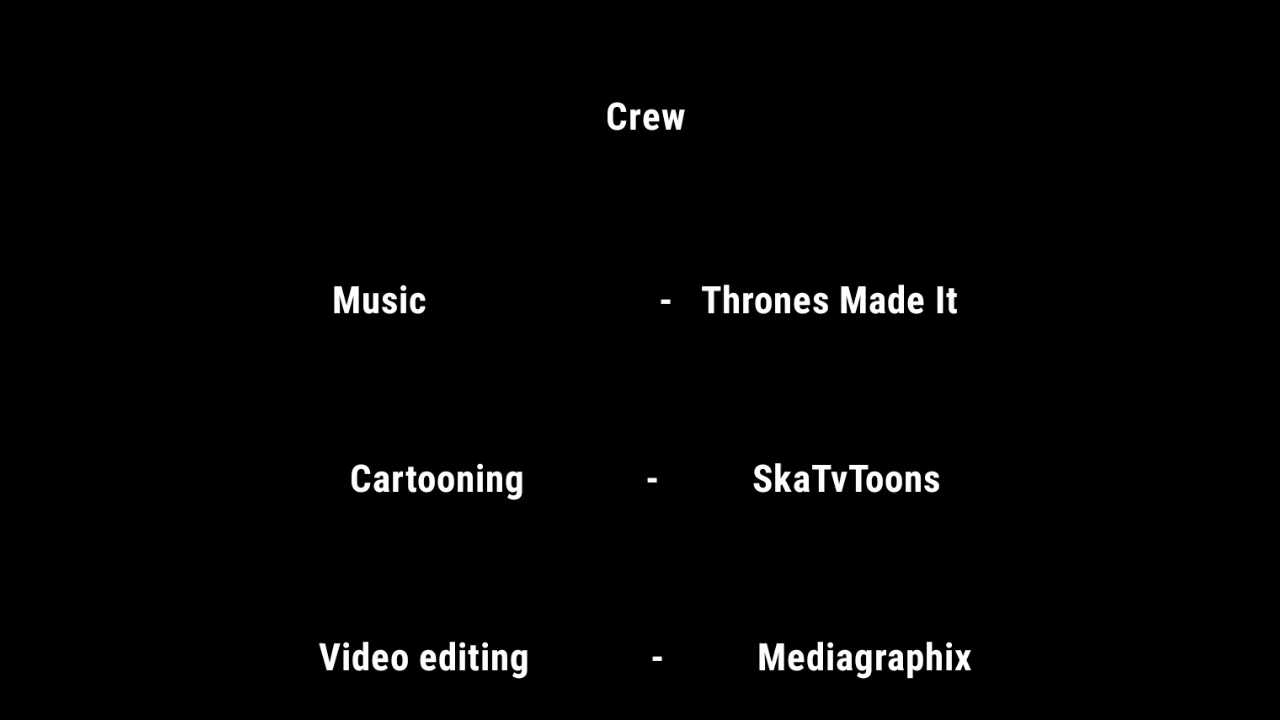 Crew
Music - Thrones Made It
Cartooning - SkaTvToons
Video editing - Mediagraphix